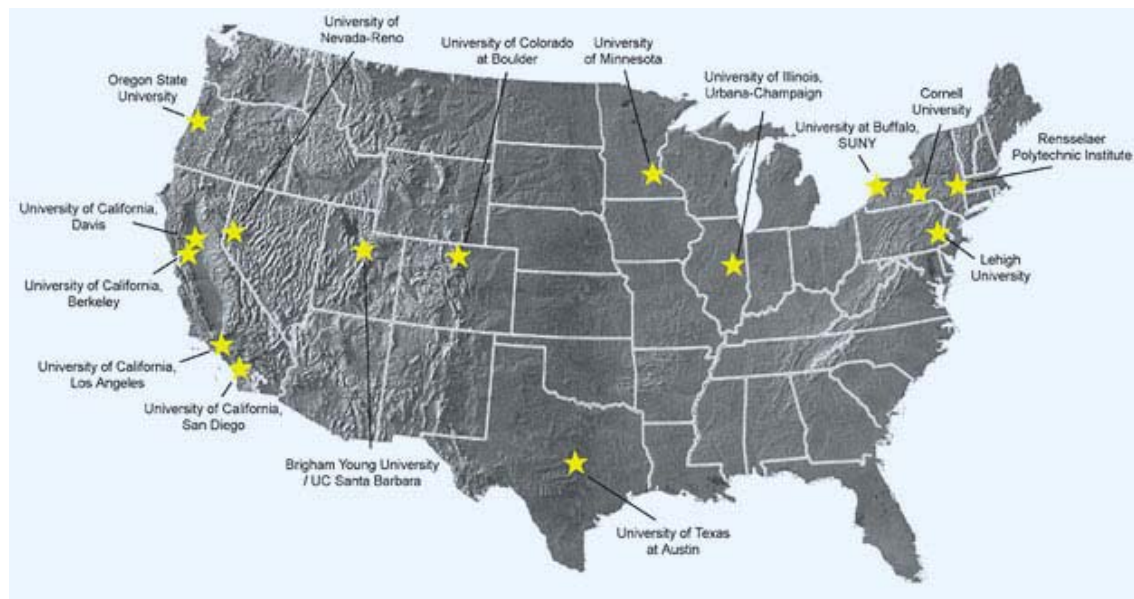 University of
Nevada-Reno
University of Colorado
at Boulder
University
of Minnesota
University of Illinois,
Urbana-Champaign
Oregon State
University
Cornell
University
University at Buffalo,
SUNY
Rensselaer
Polytechnic Institute
University of California,
Davis
University of California,
Berkeley
Lehigh
University
University of California,
Los Angeles
University of California,
San Diego
Brigham Young University
/ UC Santa Barbara
University of Texas
at Austin